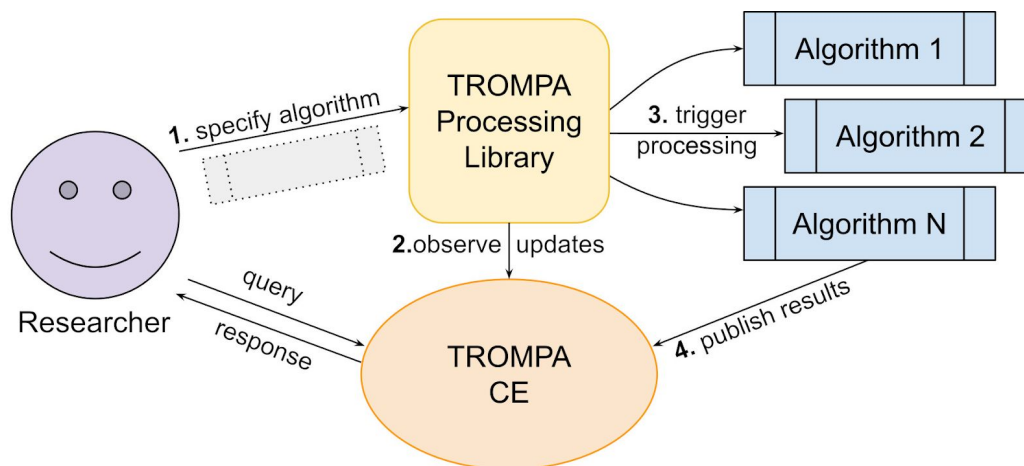 1. specify algorithm
TROMPA
Processing
Library
Algorithm 1
3. trigger
processing
Algorithm 2
Algorithm N
2.observe updates
Researcher
query
response
TROMPA
CE
4. publish results